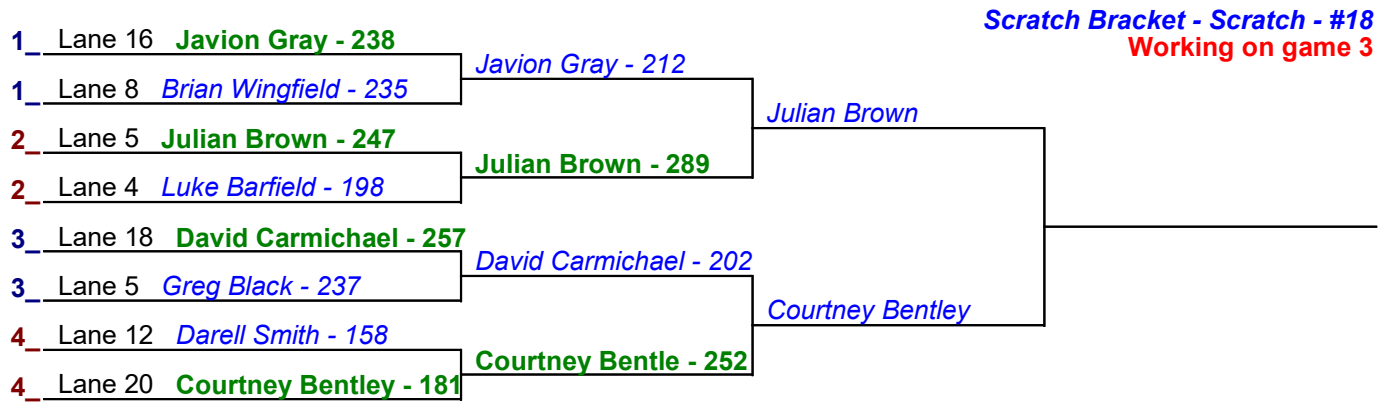 Scratch Bracket - Scratch - #18
Working on game 3
1_ Lane 16 Javion Gray - 238
1_ Lane 8 Brian Wingfield - 235
2_ Lane 5 Julian Brown - 247
2_ Lane 4 Luke Barfield - 198
3_ Lane 18 David Carmichael - 257
3_ Lane 5 Greg Black - 237
4_ Lane 12 Darell Smith - 158
4_ Lane 20 Courtney Bentley - 181
Javion Gray - 212
Julian Brown - 289
David Carmichael - 202
Courtney Bentle - 252
Julian Brown
Courtney Bentley